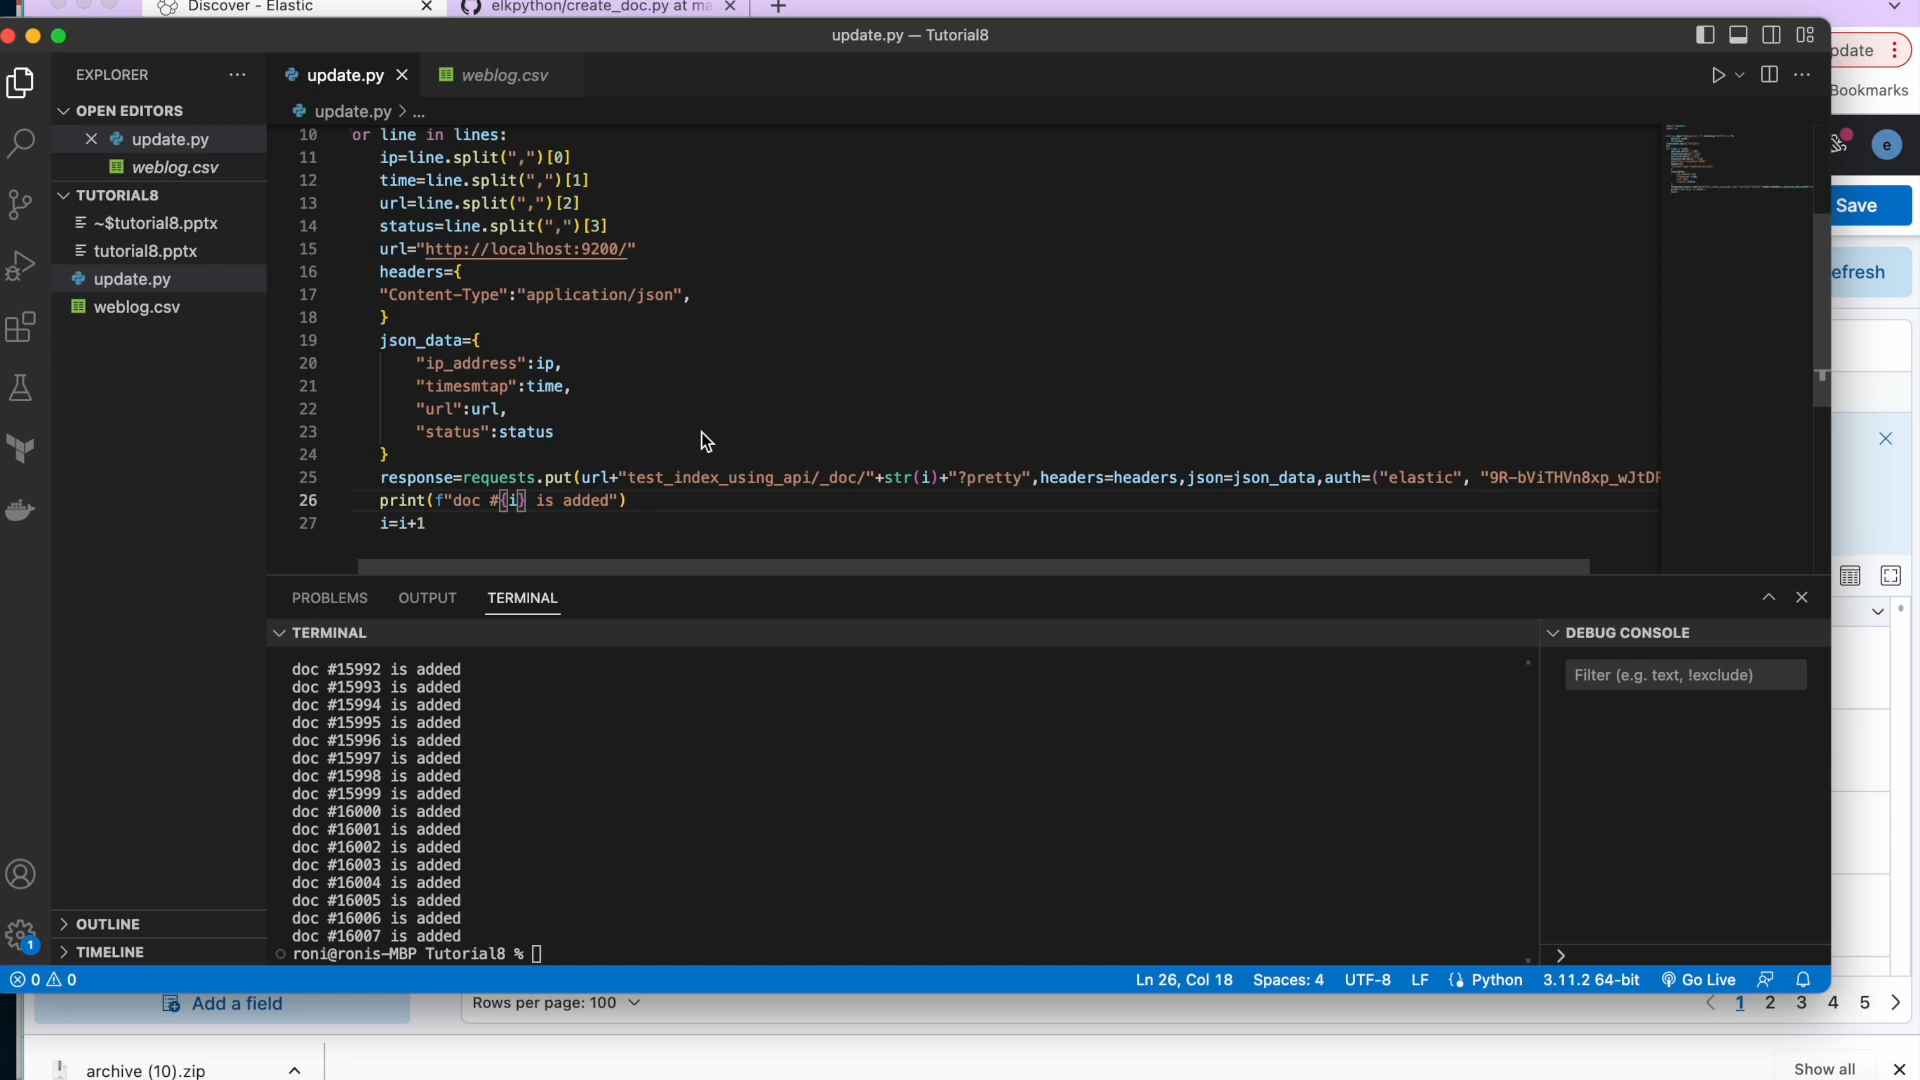 Discover - Elastic
elkpython/create_doc.py at ma
update.py — Tutorial8
pdate
Bookmarks
EXPLORER
update.py
weblog.csv
OPEN EDITORS
update.py > ...
update.py
weblog.csv
e
TUTORIAL8
~$tutorial8.pptx
tutorial8.pptx
update.py
weblog.csv
Save
efresh
10 or line in lines:
11 ip=line.split(",")[0]
12 time=line.split(",")[1]
13 url=line.split(",")[2]
14 status=line.split(",")[3]
15 url="http://localhost:9200/"
16 headers={
17 "Content-Type":"application/json",
18 }
19 json_data={
20 "ip_address":ip,
21 "timesmtap":time,
22 "url":url,
23 "status":status
24 }
25 response=requests.put(url+"test_index_using_api/_doc/"+str(i)+"?pretty",headers=headers,json=json_data,auth=("elastic", "9R-bViTHVn8xp_wJtDF
26 print(f"doc #{i} is added")
27 i=i+1
PROBLEMS OUTPUT TERMINAL
TERMINAL
DEBUG CONSOLE
Filter (e.g. text, !exclude)
doc #15992 is added
doc #15993 is added
doc #15994 is added
doc #15995 is added
doc #15996 is added
doc #15997 is added
doc #15998 is added
doc #15999 is added
doc #16000 is added
doc #16001 is added
doc #16002 is added
doc #16003 is added
doc #16004 is added
doc #16005 is added
doc #16006 is added
doc #16007 is added
roni@ronis-MBP Tutorial8 %
OUTLINE
TIMELINE
1
0 0
Ln 26, Col 18 Spaces: 4 UTF-8 LF Python 3.11.2 64-bit Go Live
Add a field
Rows per page: 100
1 2 3 4 5
archive (10).zip
Show all